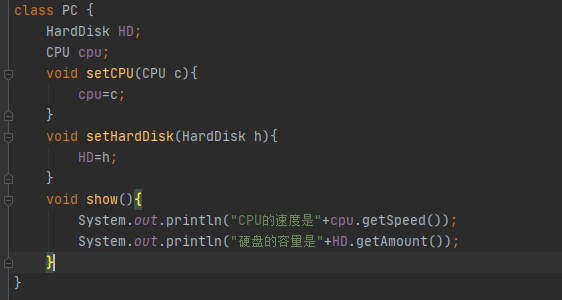 class PC {
    HardDisk HD;
    CPU cpu;
    void setCPU(CPU c){
        cpu=c;
    }
    void setHardDisk(HardDisk h){
        HD=h;
    }
    void show(){
        System.out.println("CPU的速度是"+cpu.getSpeed());
        System.out.println("硬盘的容量是"+HD.getAmount());
    }
}